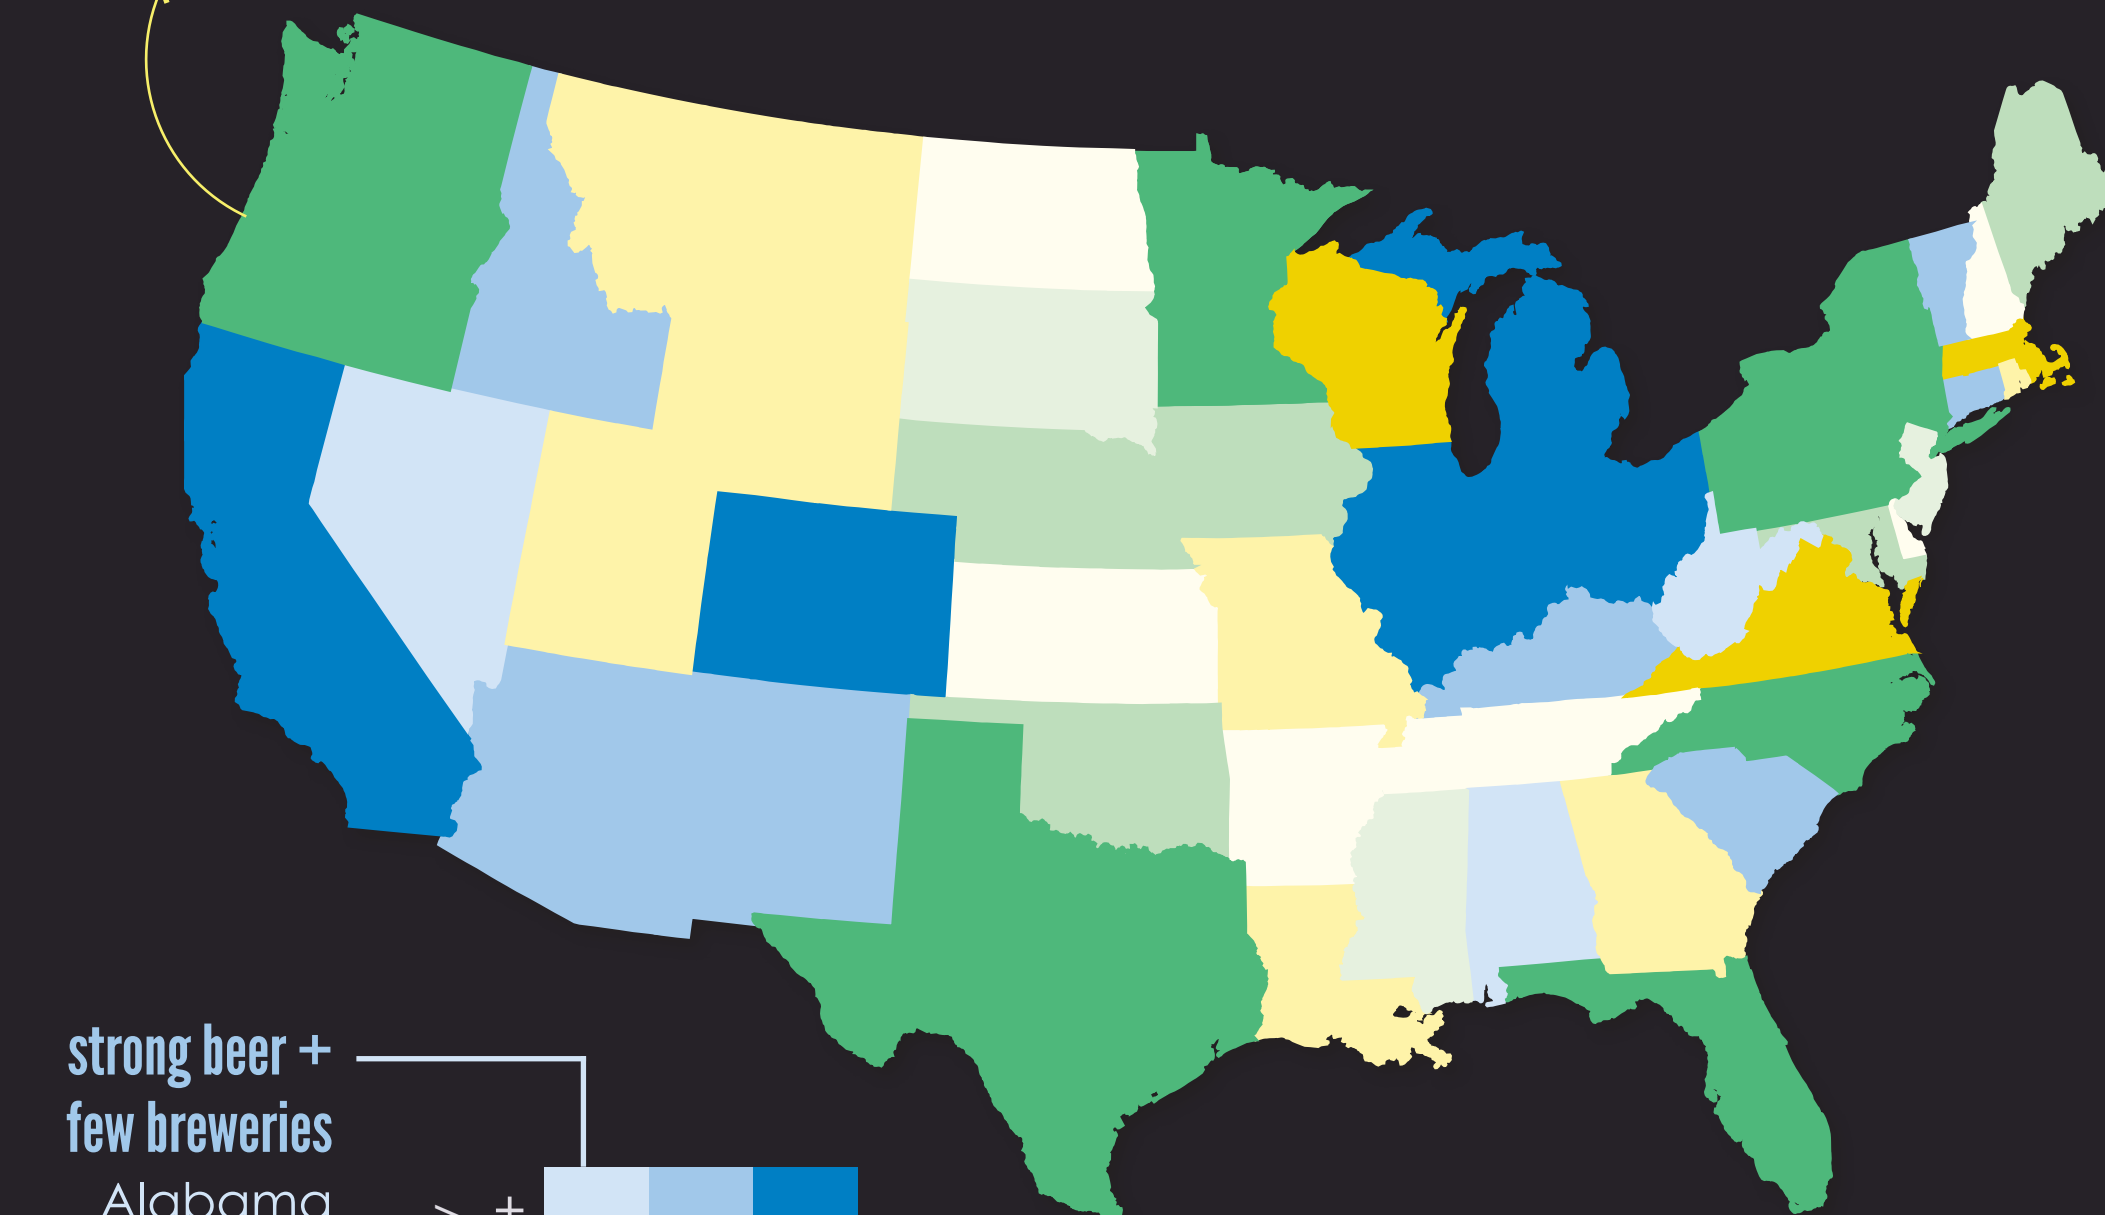 strong beer +
few breweries
Alabama
+